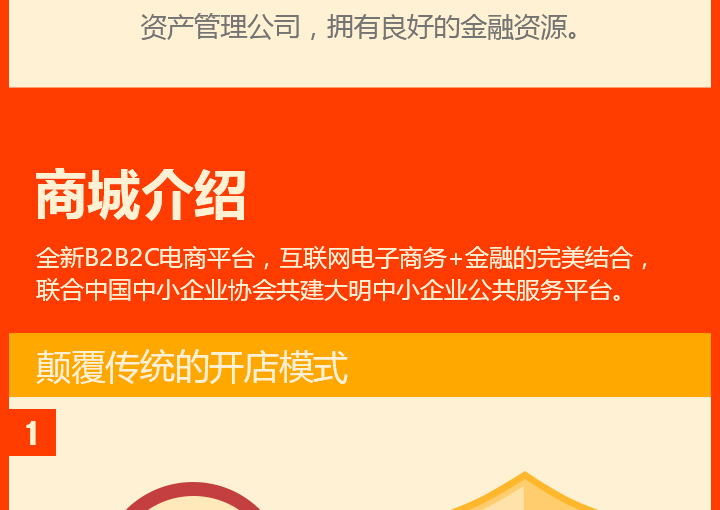 资产管理公司，拥有良好的金融资源。
商城介绍
全新B2B2C电商平台，互联网电子商务+金融的完美结合，
联合中国中小企业协会共建大明中小企业公共服务平台。
颠覆传统的开店模式
1